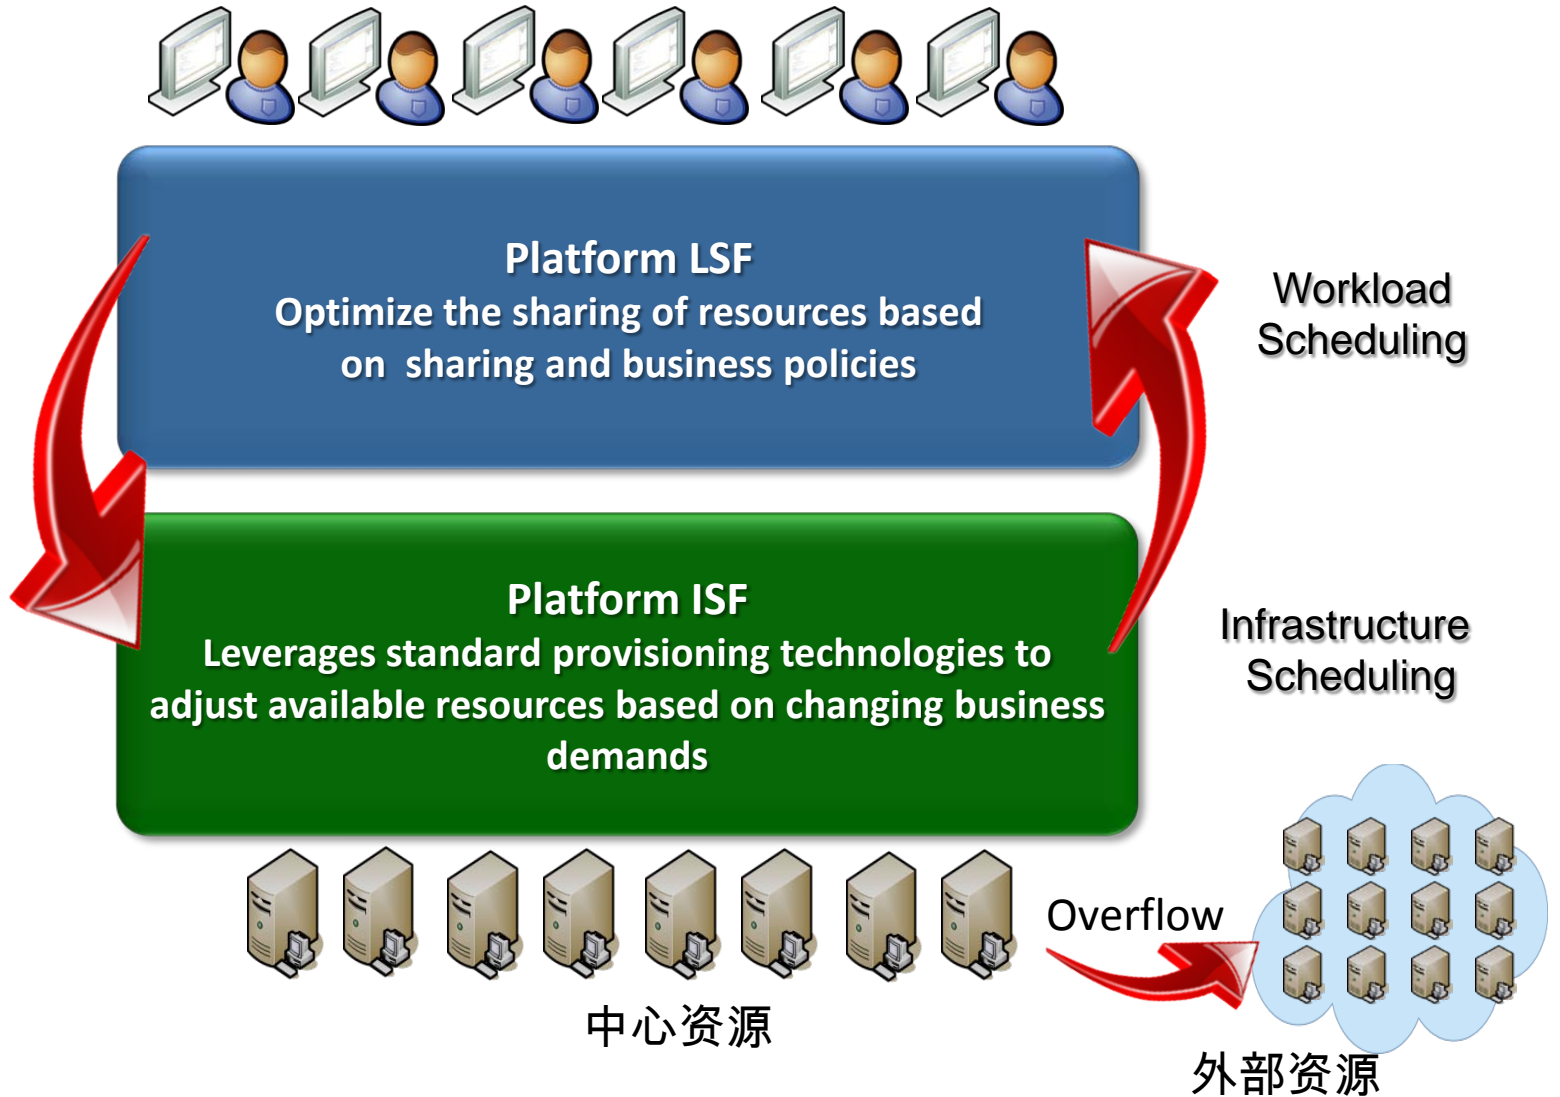 Platform LSF
Optimize the sharing of resources based
on sharing and business policies
Workload
Scheduling
Platform ISF
Leverages standard provisioning technologies to
adjust available resources based on changing business
demands
Infrastructure
Scheduling
Overflow
中心资源
外部资源